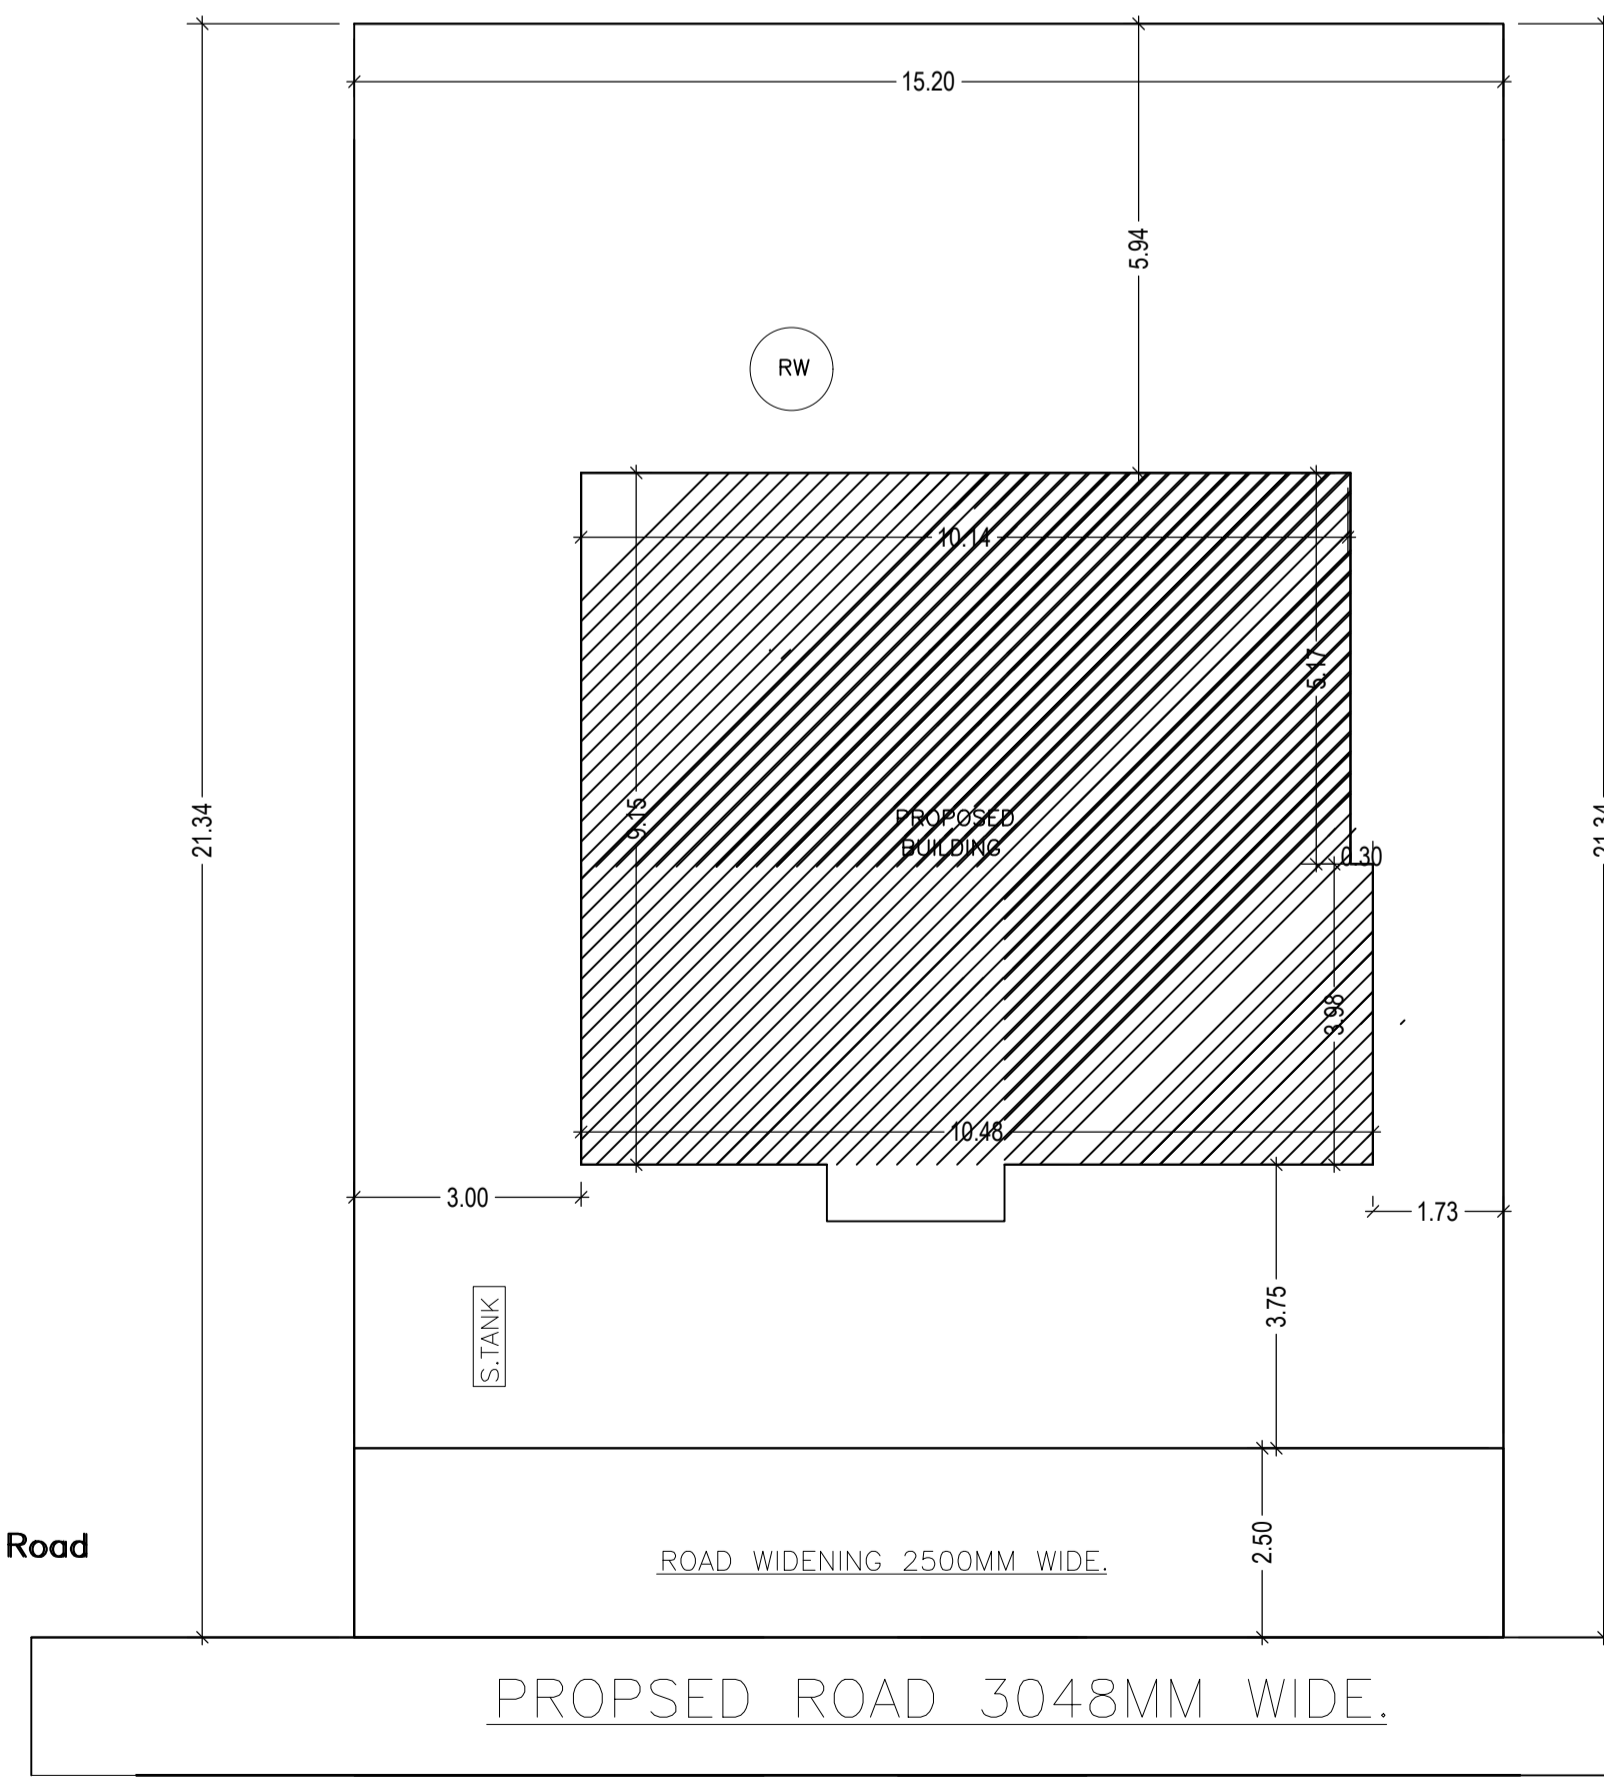 15.20
5.94
RW
10.14
5.17
21.34
9.15
PROPOSED
BUILDING
21.34
0.30
3.98
10.48
3.00
1.73
3.75
S.TANK
2.50
Road
ROAD WIDENING 2500MM WIDE.
PROPSED ROAD 3048MM WIDE.